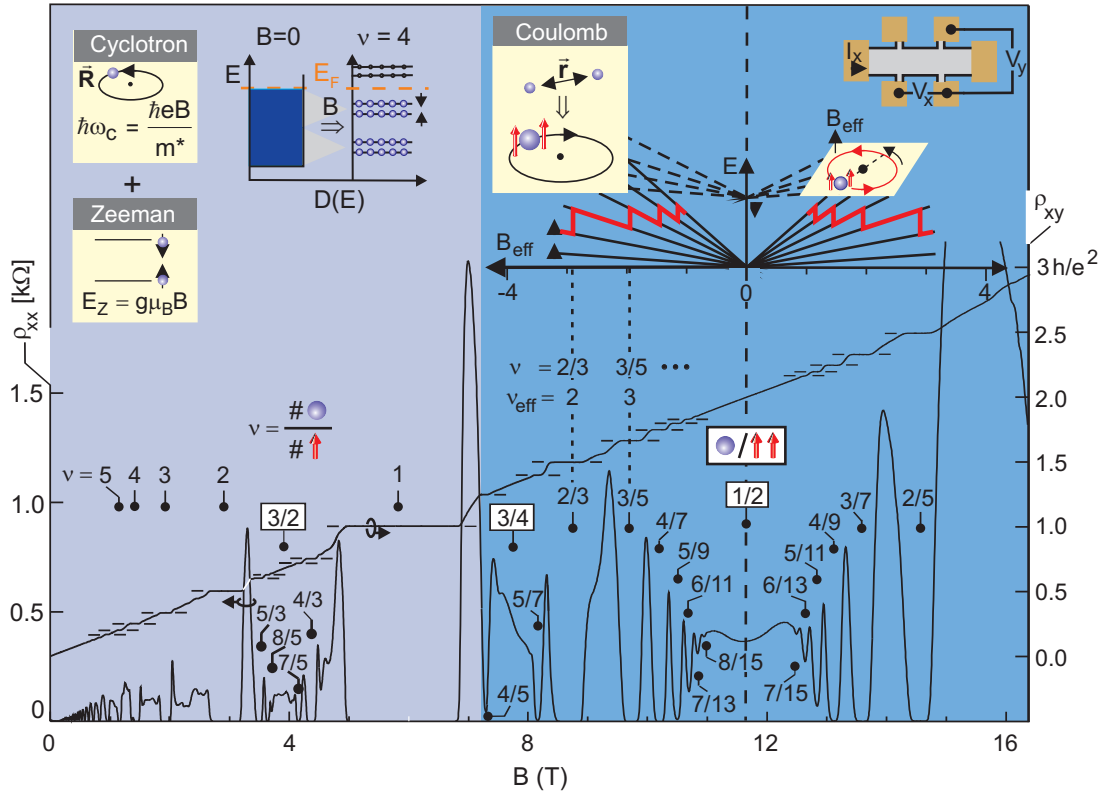 Cyclotron
R
ħω_c = ħeB / m*
+
Zeeman
E_Z = gμ_B B
B=0
ν = 4
E
E_F
B
⇒
D(E)
Coulomb
r
⇓
I_x
V_y
V_x
B_eff
E
B_eff
-4 0 4
ρ_xy
3 h/e²
2.5
2.0
1.5
1.0
0.5
0.0
ρ_xx [kΩ]
1.5
1.0
0.5
0
ν = # / #
ν = 2/3 3/5 •••
ν_eff = 2 3
/
ν = 5 4 3 2 1
3/2
3/4
2/3
3/5
1/2
3/7
2/5
4/7
4/9
5/9
5/11
6/11
6/13
5/3
4/3
8/5
7/5
5/7
8/15
7/13
7/15
4/5
0 4 8 12 16
B (T)